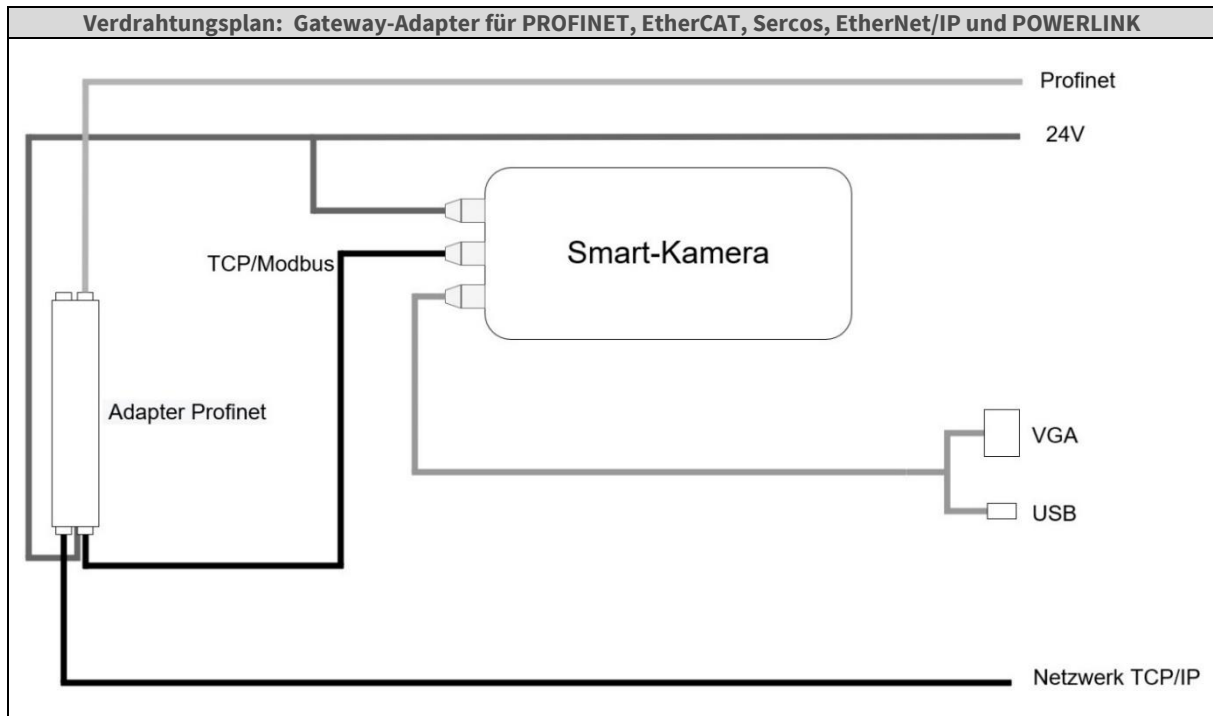 Verdrahtungsplan: Gateway-Adapter für PROFINET, EtherCAT, Sercos, EtherNet/IP und POWERLINK
Profinet
24V
Smart-Kamera
TCP/Modbus
Adapter Profinet
VGA
USB
Netzwerk TCP/IP